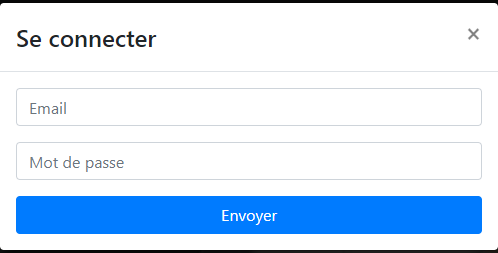 Se connecter ×
Email
Mot de passe
Envoyer